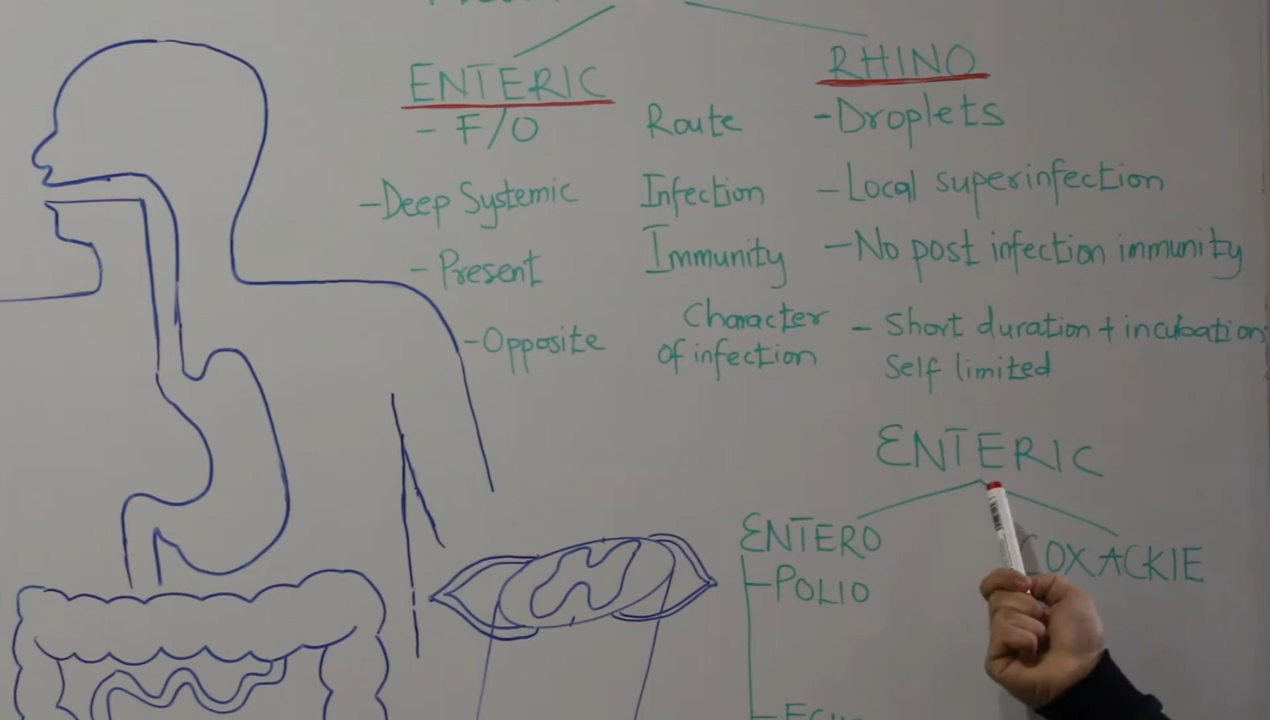 ENTERIC
RHINO
- F/O
Route
- Droplets
- Deep Systemic
Infection
- Local superinfection
- Present
Immunity
- No post infection immunity
- Opposite
Character
of infection
- Short duration + incubation
Self limited
ENTERIC
ENTERO
OXACKIE
POLIO